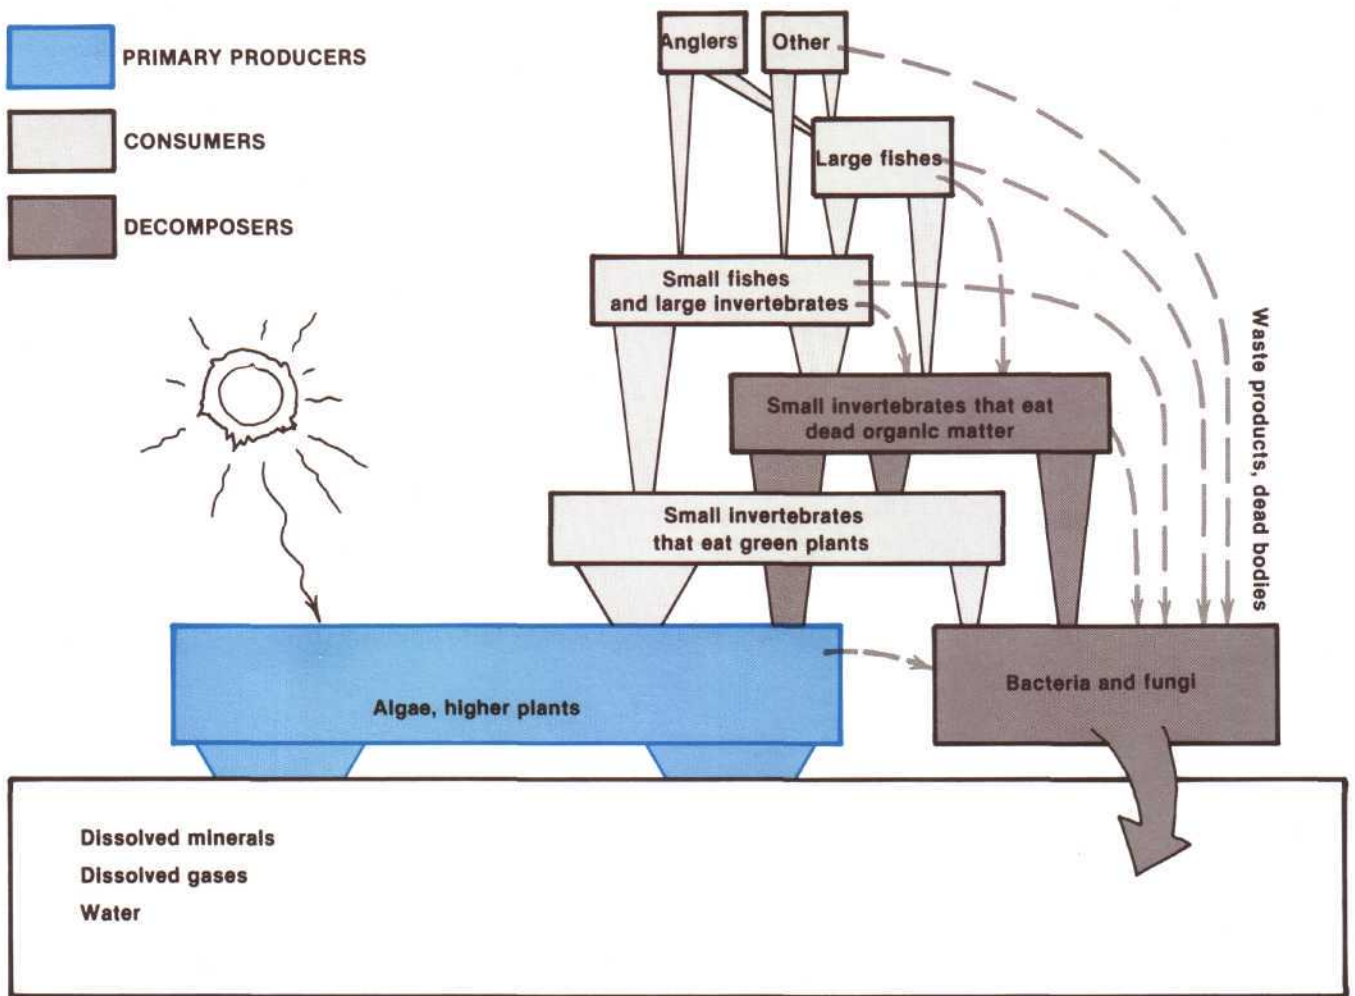 PRIMARY PRODUCERS
CONSUMERS
DECOMPOSERS
Anglers
Other
Large fishes
Small fishes
and large invertebrates
Small invertebrates that eat
dead organic matter
Small invertebrates
that eat green plants
Waste products, dead bodies
Algae, higher plants
Bacteria and fungi
Dissolved minerals
Dissolved gases
Water